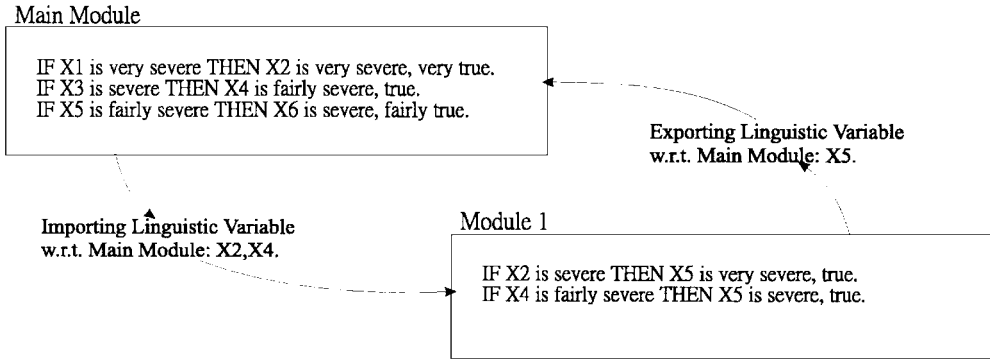 Main Module
IF X1 is very severe THEN X2 is very severe, very true.
IF X3 is severe THEN X4 is fairly severe, true.
IF X5 is fairly severe THEN X6 is severe, fairly true.
Exporting Linguistic Variable
w.r.t. Main Module: X5.
Importing Linguistic Variable
w.r.t. Main Module: X2,X4.
Module 1
IF X2 is severe THEN X5 is very severe, true.
IF X4 is fairly severe THEN X5 is severe, true.